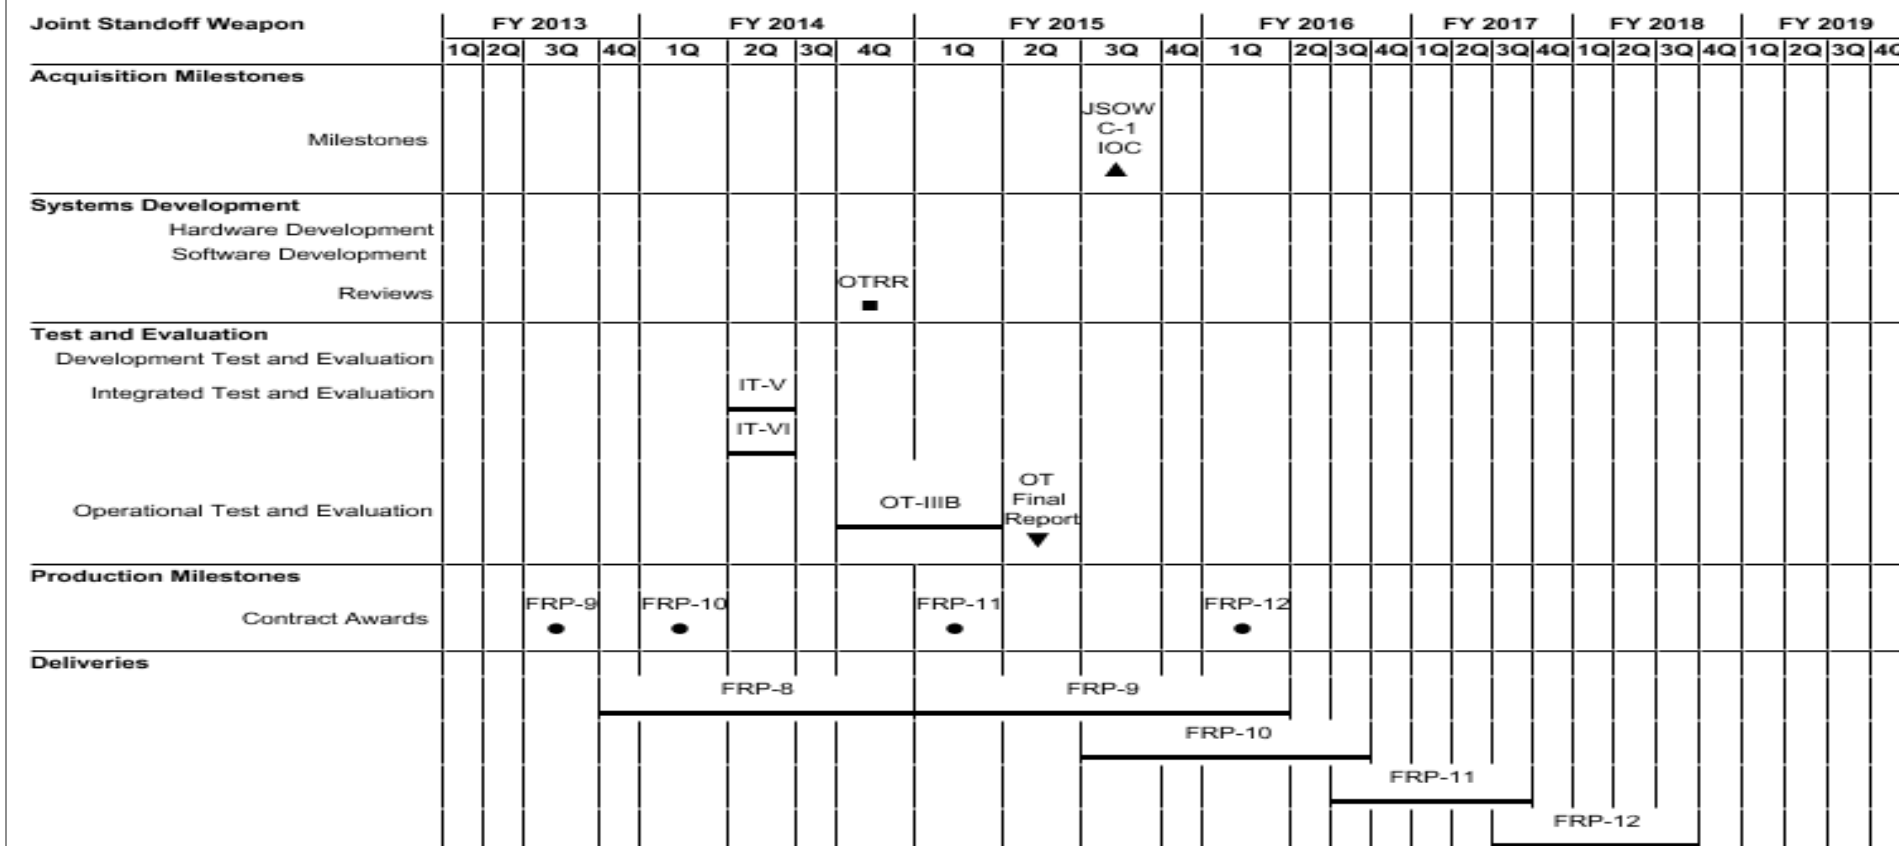 Joint Standoff Weapon FY 2013 FY 2014 FY 2015 FY 2016 FY 2017 FY 2018 FY 2019
1Q 2Q 3Q 4Q 1Q 2Q 3Q 4Q 1Q 2Q 3Q 4Q 1Q 2Q 3Q 4Q 1Q 2Q 3Q 4Q 1Q 2Q 3Q 4Q 1Q 2Q 3Q 4Q
Acquisition Milestones
JSOW
C-1
Milestones
IOC
Systems Development
Hardware Development
Software Development
OTRR
Reviews
Test and Evaluation
Development Test and Evaluation
IT-V
Integrated Test and Evaluation
IT-VI
OT
OT-IIIB Final
Operational Test and Evaluation Report
Production Milestones
FRP-9 FRP-10 FRP-11 FRP-12
Contract Awards
Deliveries
FRP-8 FRP-9
FRP-10
FRP-11
FRP-12